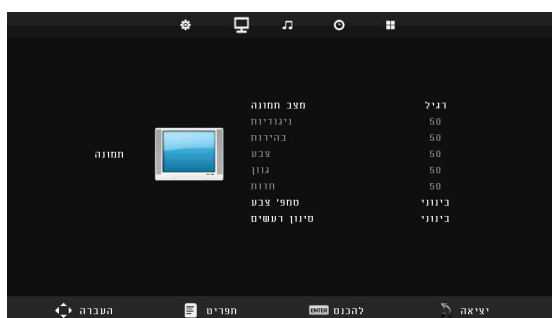 מצב תמונה רגיל
ניגודיות 50
בהירות 50
צבע 50
גוון 50
חדות 50
טמפ' צבע בינוני
סינון רעשים בינוני
תמונה
העברה תפריט להכנס ENTER יציאה